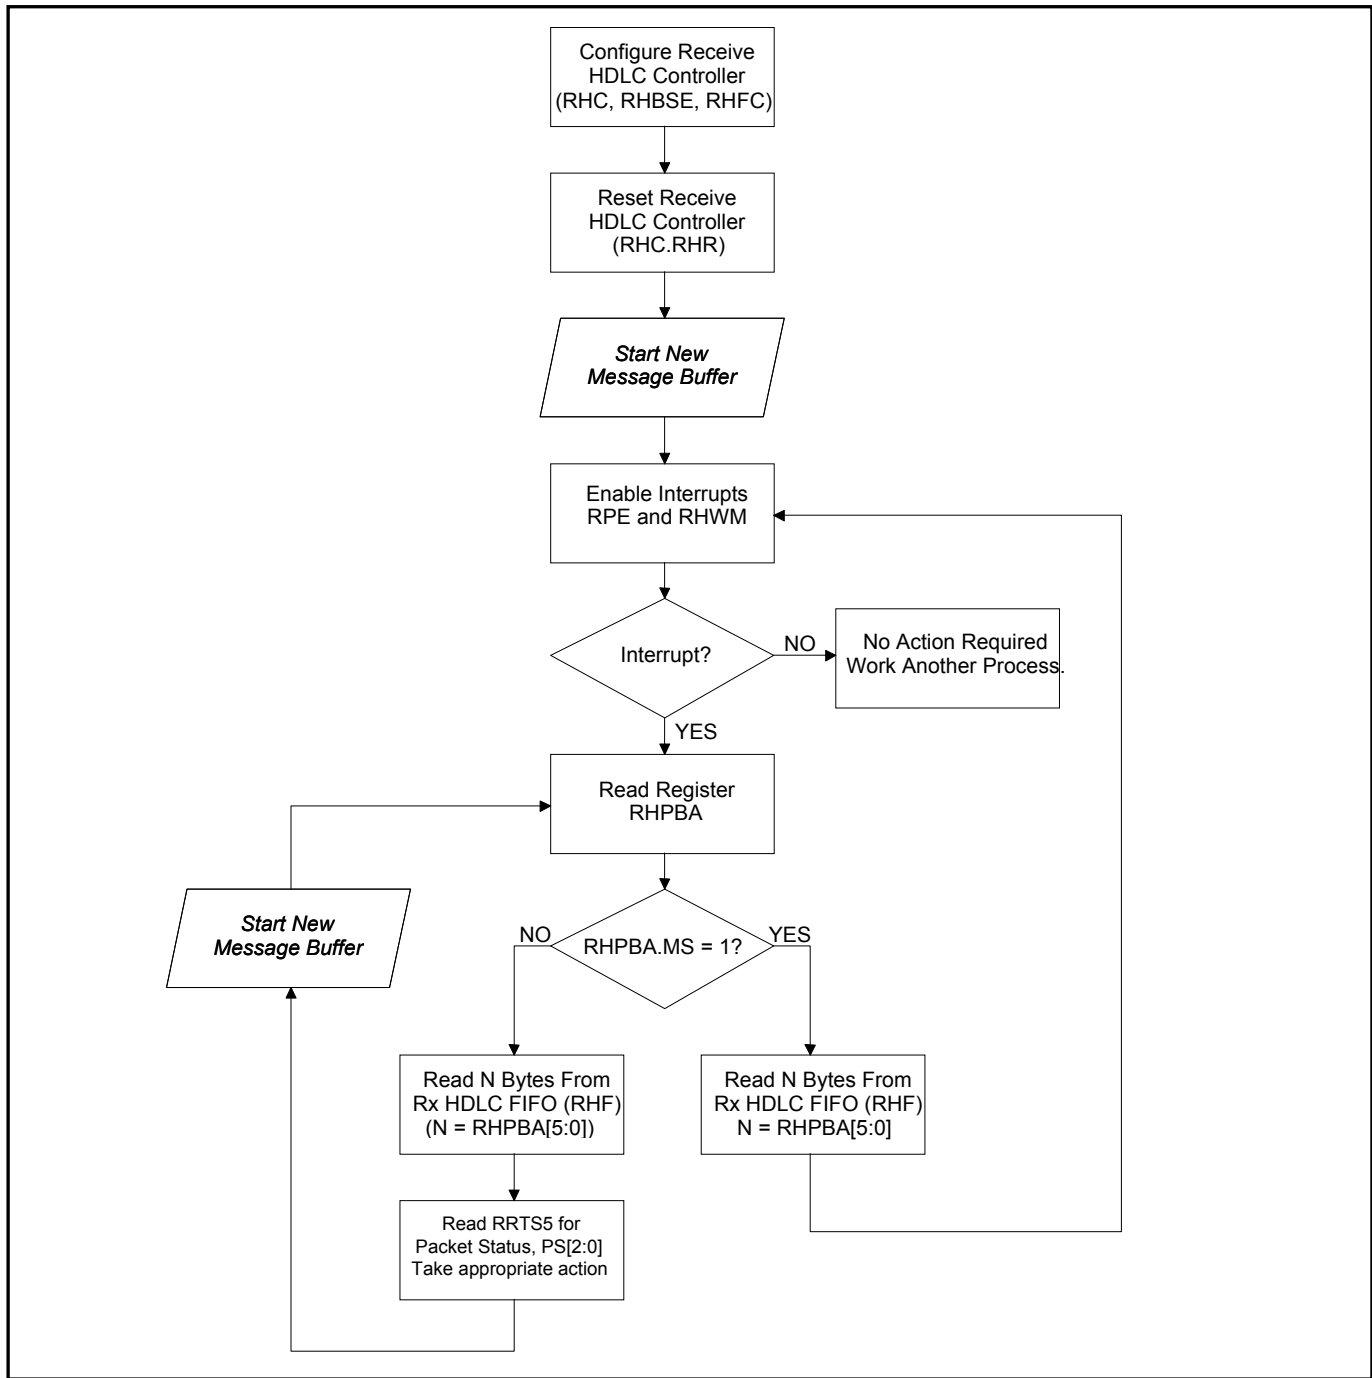 Configure Receive
HDLC Controller
(RHC, RHBSE, RHFC)
Reset Receive
HDLC Controller
(RHC.RHR)
Start New
Message Buffer
Enable Interrupts
RPE and RHWM
Interrupt?
NO
No Action Required
Work Another Process.
YES
Read Register
RHPBA
Start New
Message Buffer
NO
RHPBA.MS = 1?
YES
Read N Bytes From
Rx HDLC FIFO (RHF)
(N = RHPBA[5:0])
Read N Bytes From
Rx HDLC FIFO (RHF)
N = RHPBA[5:0]
Read RRTS5 for
Packet Status, PS[2:0]
Take appropriate action